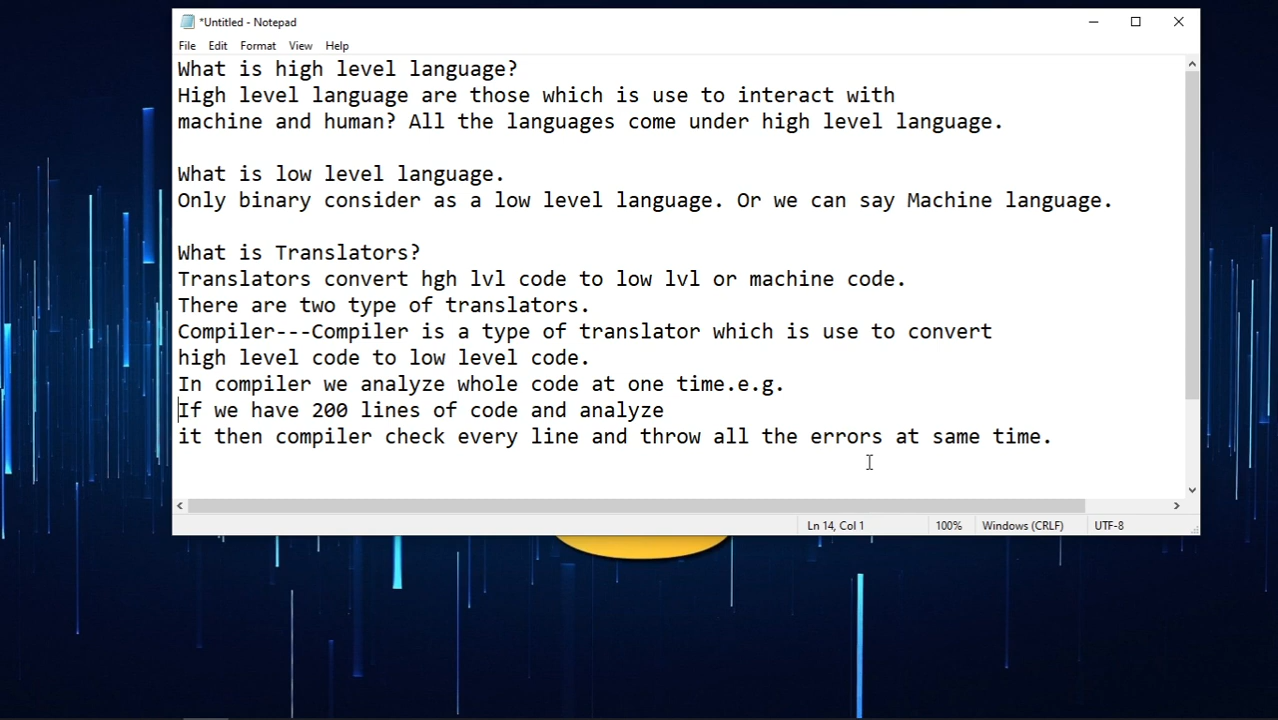 *Untitled - Notepad
File Edit Format View Help
What is high level language?
High level language are those which is use to interact with
machine and human? All the languages come under high level language.
What is low level language.
Only binary consider as a low level language. Or we can say Machine language.
What is Translators?
Translators convert hgh lvl code to low lvl or machine code.
There are two type of translators.
Compiler---Compiler is a type of translator which is use to convert
high level code to low level code.
In compiler we analyze whole code at one time.e.g.
If we have 200 lines of code and analyze
it then compiler check every line and throw all the errors at same time.
Ln 14, Col 1 100% Windows (CRLF) UTF-8